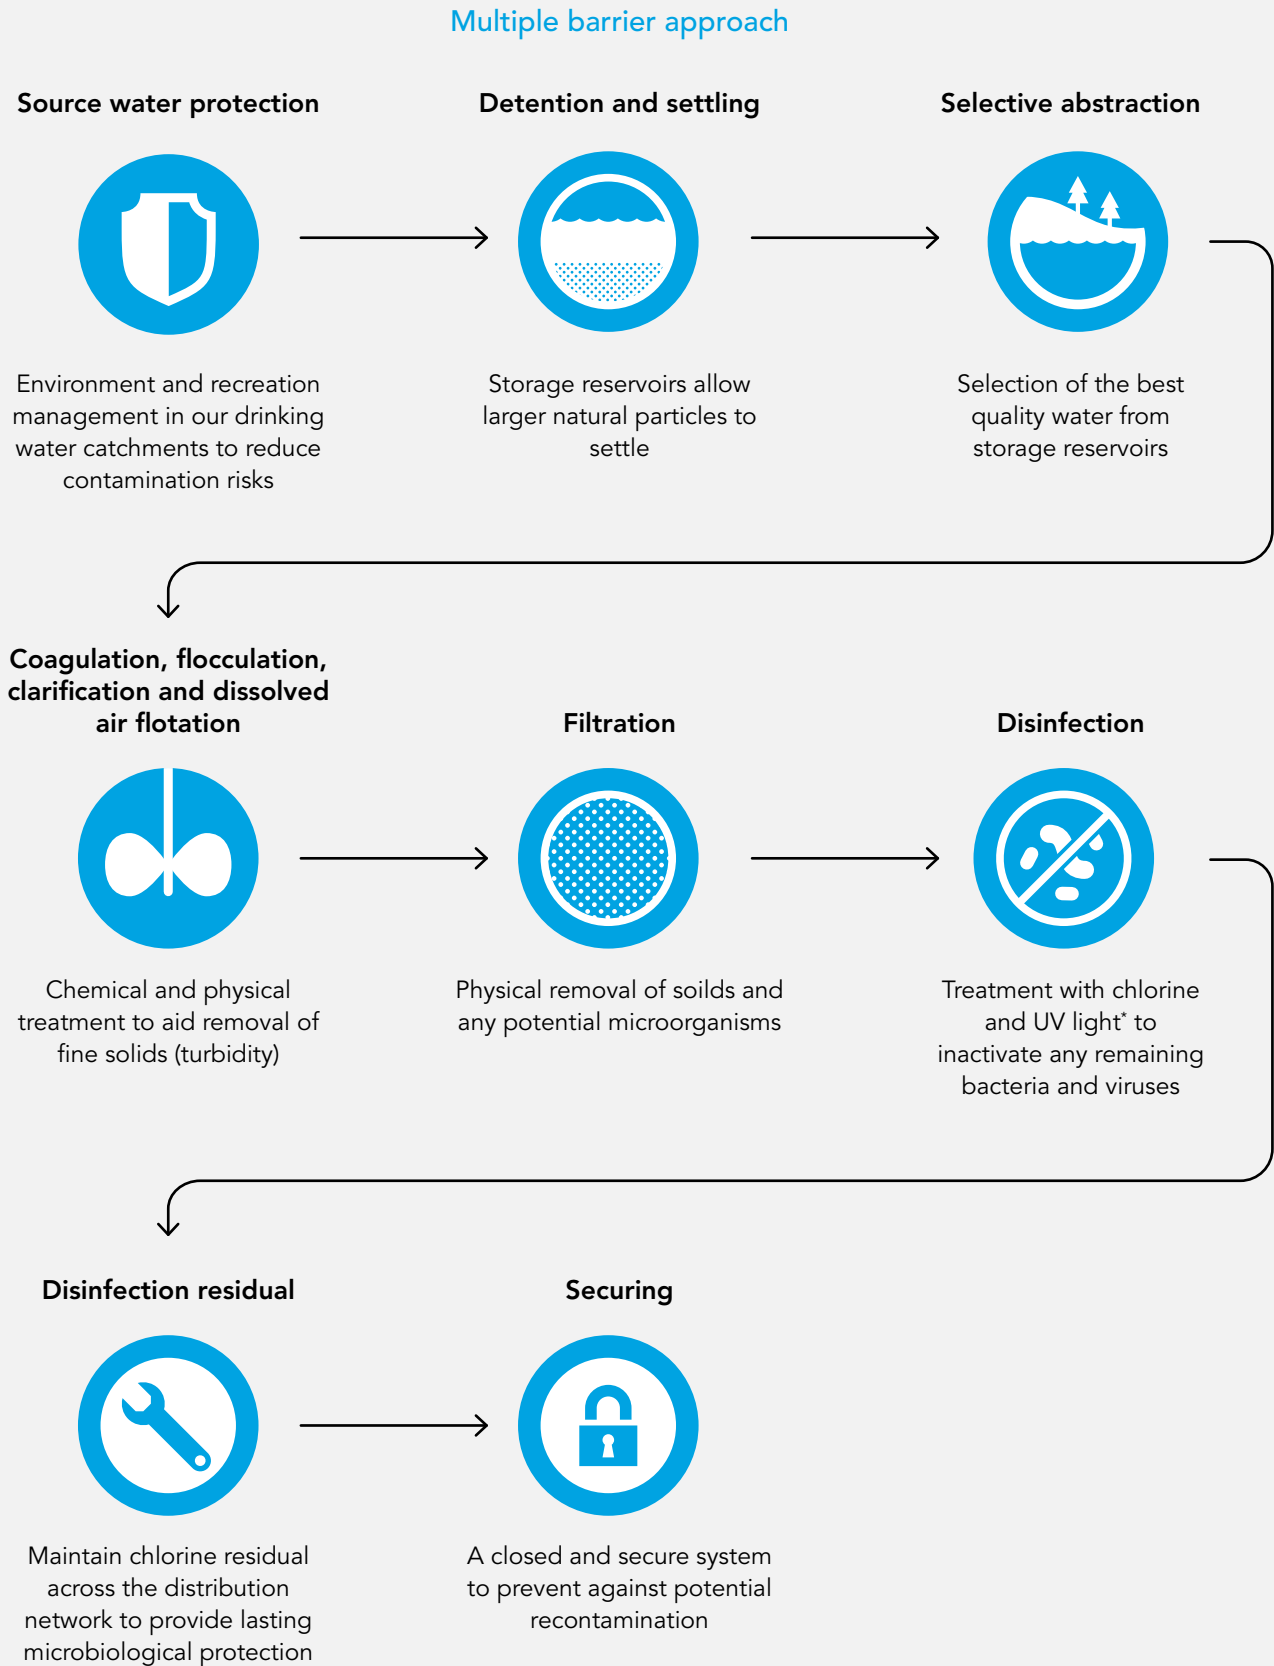 Multiple barrier approach
Source water protection
Environment and recreation
management in our drinking
water catchments to reduce
contamination risks
Detention and settling
Storage reservoirs allow
larger natural particles to
settle
Selective abstraction
Selection of the best
quality water from
storage reservoirs
Coagulation, flocculation,
clarification and dissolved
air flotation
Chemical and physical
treatment to aid removal of
fine solids (turbidity)
Filtration
Physical removal of soilds and
any potential microorganisms
Disinfection
Treatment with chlorine
and UV light* to
inactivate any remaining
bacteria and viruses
Disinfection residual
Maintain chlorine residual
across the distribution
network to provide lasting
microbiological protection
Securing
A closed and secure system
to prevent against potential
recontamination